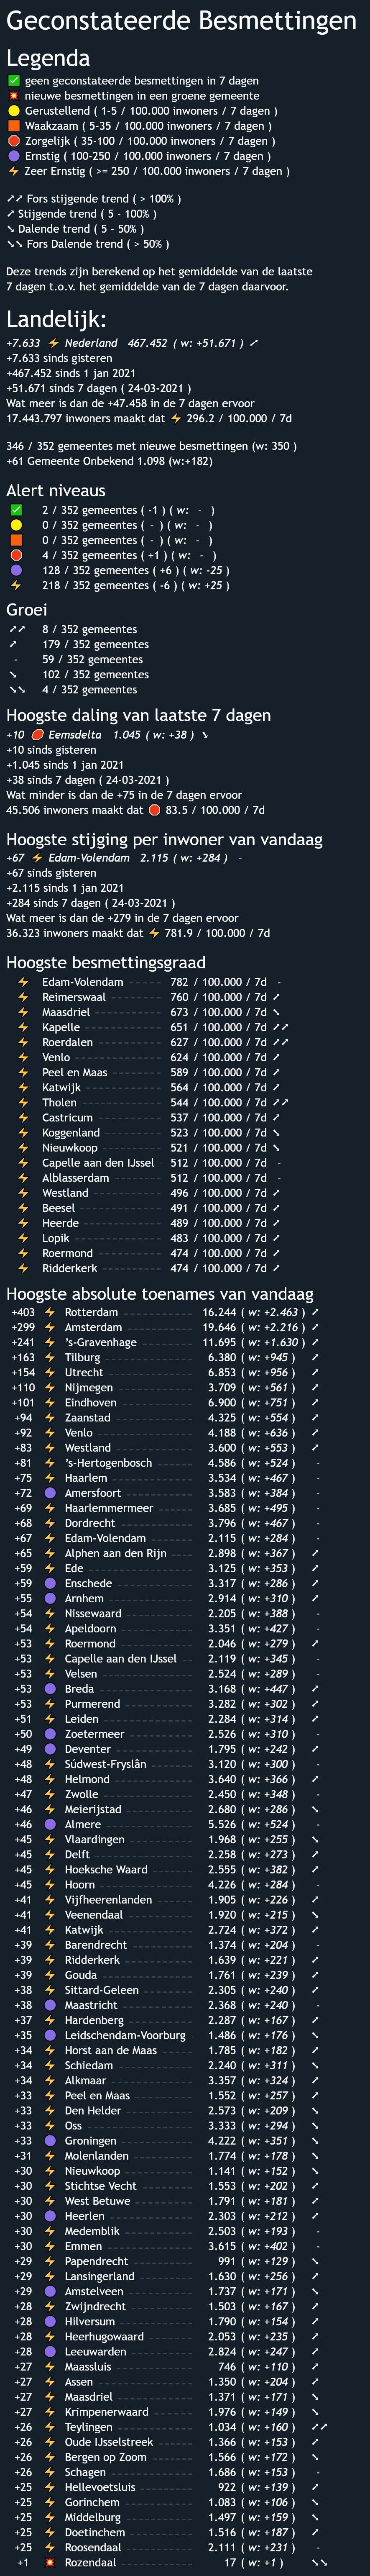 Geconstateerde Besmettingen
Legenda
geen geconstateerde besmettingen in 7 dagen
nieuwe besmettingen in een groene gemeente
Gerustellend ( 1-5 / 100.000 inwoners / 7 dagen )
Waakzaam ( 5-35 / 100.000 inwoners / 7 dagen )
Zorgelijk ( 35-100 / 100.000 inwoners / 7 dagen )
Ernstig ( 100-250 / 100.000 inwoners / 7 dagen )
Zeer Ernstig ( >= 250 / 100.000 inwoners / 7 dagen )
Fors stijgende trend ( > 100% )
Stijgende trend ( 5 - 100% )
Dalende trend ( 5 - 50% )
Fors Dalende trend ( > 50% )
Deze trends zijn berekend op het gemiddelde van de laatste
7 dagen t.o.v. het gemiddelde van de 7 dagen daarvoor.
Landelijk:
+7.633 Nederland 467.452 ( w: +51.671 )
+7.633 sinds gisteren
+467.452 sinds 1 jan 2021
+51.671 sinds 7 dagen ( 24-03-2021 )
Wat meer is dan de +47.458 in de 7 dagen ervoor
17.443.797 inwoners maakt dat 296.2 / 100.000 / 7d
346 / 352 gemeentes met nieuwe besmettingen (w: 350 )
+61 Gemeente Onbekend 1.098 (w:+182)
Alert niveaus
2 / 352 gemeentes ( -1 ) ( w: - )
0 / 352 gemeentes ( - ) ( w: - )
0 / 352 gemeentes ( - ) ( w: - )
4 / 352 gemeentes ( +1 ) ( w: - )
128 / 352 gemeentes ( +6 ) ( w: -25 )
218 / 352 gemeentes ( -6 ) ( w: +25 )
Groei
8 / 352 gemeentes
179 / 352 gemeentes
- 59 / 352 gemeentes
102 / 352 gemeentes
4 / 352 gemeentes
Hoogste daling van laatste 7 dagen
+10 Eemsdelta 1.045 ( w: +38 )
+10 sinds gisteren
+1.045 sinds 1 jan 2021
+38 sinds 7 dagen ( 24-03-2021 )
Wat minder is dan de +75 in de 7 dagen ervoor
45.506 inwoners maakt dat 83.5 / 100.000 / 7d
Hoogste stijging per inwoner van vandaag
+67 Edam-Volendam 2.115 ( w: +284 ) -
+67 sinds gisteren
+2.115 sinds 1 jan 2021
+284 sinds 7 dagen ( 24-03-2021 )
Wat meer is dan de +279 in de 7 dagen ervoor
36.323 inwoners maakt dat 781.9 / 100.000 / 7d
Hoogste besmettingsgraad
Edam-Volendam 782 / 100.000 / 7d -
Reimerswaal 760 / 100.000 / 7d
Maasdriel 673 / 100.000 / 7d
Kapelle 651 / 100.000 / 7d
Roerdalen 627 / 100.000 / 7d
Venlo 624 / 100.000 / 7d
Peel en Maas 589 / 100.000 / 7d
Katwijk 564 / 100.000 / 7d
Tholen 544 / 100.000 / 7d
Castricum 537 / 100.000 / 7d
Koggenland 523 / 100.000 / 7d
Nieuwkoop 521 / 100.000 / 7d
Capelle aan den IJssel 512 / 100.000 / 7d -
Alblasserdam 512 / 100.000 / 7d -
Westland 496 / 100.000 / 7d
Beesel 491 / 100.000 / 7d
Heerde 489 / 100.000 / 7d
Lopik 483 / 100.000 / 7d
Roermond 474 / 100.000 / 7d
Ridderkerk 474 / 100.000 / 7d
Hoogste absolute toenames van vandaag
+403 Rotterdam 16.244 ( w: +2.463 )
+299 Amsterdam 19.646 ( w: +2.216 )
+241 's-Gravenhage 11.695 ( w: +1.630 )
+163 Tilburg 6.380 ( w: +945 )
+154 Utrecht 6.853 ( w: +956 )
+110 Nijmegen 3.709 ( w: +561 )
+101 Eindhoven 6.900 ( w: +751 )
+94 Zaanstad 4.325 ( w: +554 )
+92 Venlo 4.188 ( w: +636 )
+83 Westland 3.600 ( w: +553 )
+81 's-Hertogenbosch 4.586 ( w: +524 ) -
+75 Haarlem 3.534 ( w: +467 ) -
+72 Amersfoort 3.583 ( w: +384 ) -
+69 Haarlemmermeer 3.685 ( w: +495 ) -
+68 Dordrecht 3.796 ( w: +467 ) -
+67 Edam-Volendam 2.115 ( w: +284 ) -
+65 Alphen aan den Rijn 2.898 ( w: +367 )
+59 Ede 3.125 ( w: +353 )
+59 Enschede 3.317 ( w: +286 )
+55 Arnhem 2.914 ( w: +310 )
+54 Nissewaard 2.205 ( w: +388 ) -
+54 Apeldoorn 3.351 ( w: +427 ) -
+53 Roermond 2.046 ( w: +279 )
+53 Capelle aan den IJssel 2.119 ( w: +345 ) -
+53 Velsen 2.524 ( w: +289 ) -
+53 Breda 3.168 ( w: +447 )
+53 Purmerend 3.282 ( w: +302 )
+51 Leiden 2.284 ( w: +314 )
+50 Zoetermeer 2.526 ( w: +310 ) -
+49 Deventer 1.795 ( w: +242 )
+48 Súdwest-Fryslân 3.120 ( w: +300 ) -
+48 Helmond 3.640 ( w: +366 )
+47 Zwolle 2.450 ( w: +348 ) -
+46 Meierijstad 2.680 ( w: +286 )
+46 Almere 5.526 ( w: +524 ) -
+45 Vlaardingen 1.968 ( w: +255 )
+45 Delft 2.258 ( w: +273 )
+45 Hoeksche Waard 2.555 ( w: +382 )
+45 Hoorn 4.226 ( w: +284 ) -
+41 Vijfheerenlanden 1.905 ( w: +226 )
+41 Veenendaal 1.920 ( w: +215 )
+41 Katwijk 2.724 ( w: +372 )
+39 Barendrecht 1.374 ( w: +204 ) -
+39 Ridderkerk 1.639 ( w: +221 )
+39 Gouda 1.761 ( w: +239 )
+38 Sittard-Geleen 2.305 ( w: +240 )
+38 Maastricht 2.368 ( w: +240 ) -
+37 Hardenberg 2.287 ( w: +167 )
+35 Leidschendam-Voorburg 1.486 ( w: +176 )
+34 Horst aan de Maas 1.785 ( w: +182 )
+34 Schiedam 2.240 ( w: +311 )
+34 Alkmaar 3.357 ( w: +324 )
+33 Peel en Maas 1.552 ( w: +257 )
+33 Den Helder 2.573 ( w: +209 )
+33 Oss 3.333 ( w: +294 )
+33 Groningen 4.222 ( w: +351 )
+31 Molenlanden 1.774 ( w: +178 )
+30 Nieuwkoop 1.141 ( w: +152 )
+30 Stichtse Vecht 1.553 ( w: +202 )
+30 West Betuwe 1.791 ( w: +181 )
+30 Heerlen 2.303 ( w: +212 )
+30 Medemblik 2.503 ( w: +193 ) -
+30 Emmen 3.615 ( w: +402 ) -
+29 Papendrecht 991 ( w: +129 )
+29 Lansingerland 1.630 ( w: +256 )
+29 Amstelveen 1.737 ( w: +171 )
+28 Zwijndrecht 1.503 ( w: +167 )
+28 Hilversum 1.790 ( w: +154 )
+28 Heerhugowaard 2.053 ( w: +235 )
+28 Leeuwarden 2.824 ( w: +247 )
+27 Maassluis 746 ( w: +110 )
+27 Assen 1.350 ( w: +204 )
+27 Maasdriel 1.371 ( w: +171 )
+27 Krimpenerwaard 1.976 ( w: +149 )
+26 Teylingen 1.034 ( w: +160 )
+26 Oude IJsselstreek 1.366 ( w: +153 )
+26 Bergen op Zoom 1.566 ( w: +172 )
+26 Schagen 1.686 ( w: +153 ) -
+25 Hellevoetsluis 922 ( w: +139 )
+25 Gorinchem 1.083 ( w: +106 )
+25 Middelburg 1.497 ( w: +159 )
+25 Doetinchem 1.516 ( w: +187 )
+25 Roosendaal 2.111 ( w: +231 ) -
+1 Rozendaal 17 ( w: +1 )